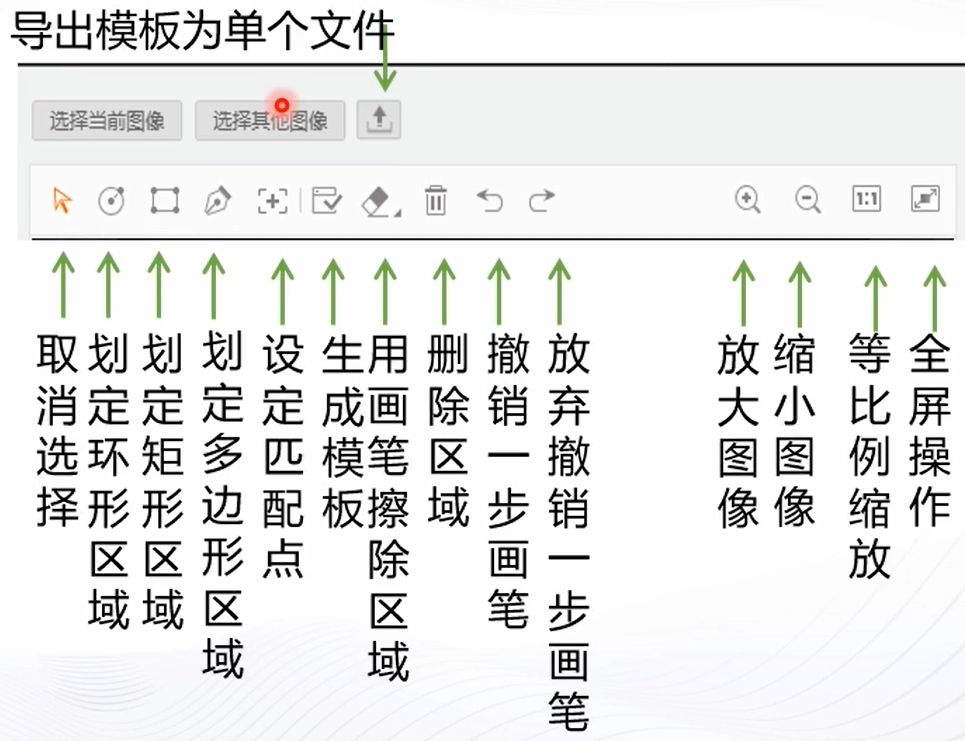 导出模板为单个文件
选择当前图像
选择其他图像
1:1
取消选择
划定环形区域
划定矩形区域
划定多边形区域
设定匹配点
生成模板
用画笔擦除区域
删除区域
撤销一步画笔
放弃撤销一步画笔
放大图像
缩小图像
等比例缩放
全屏操作